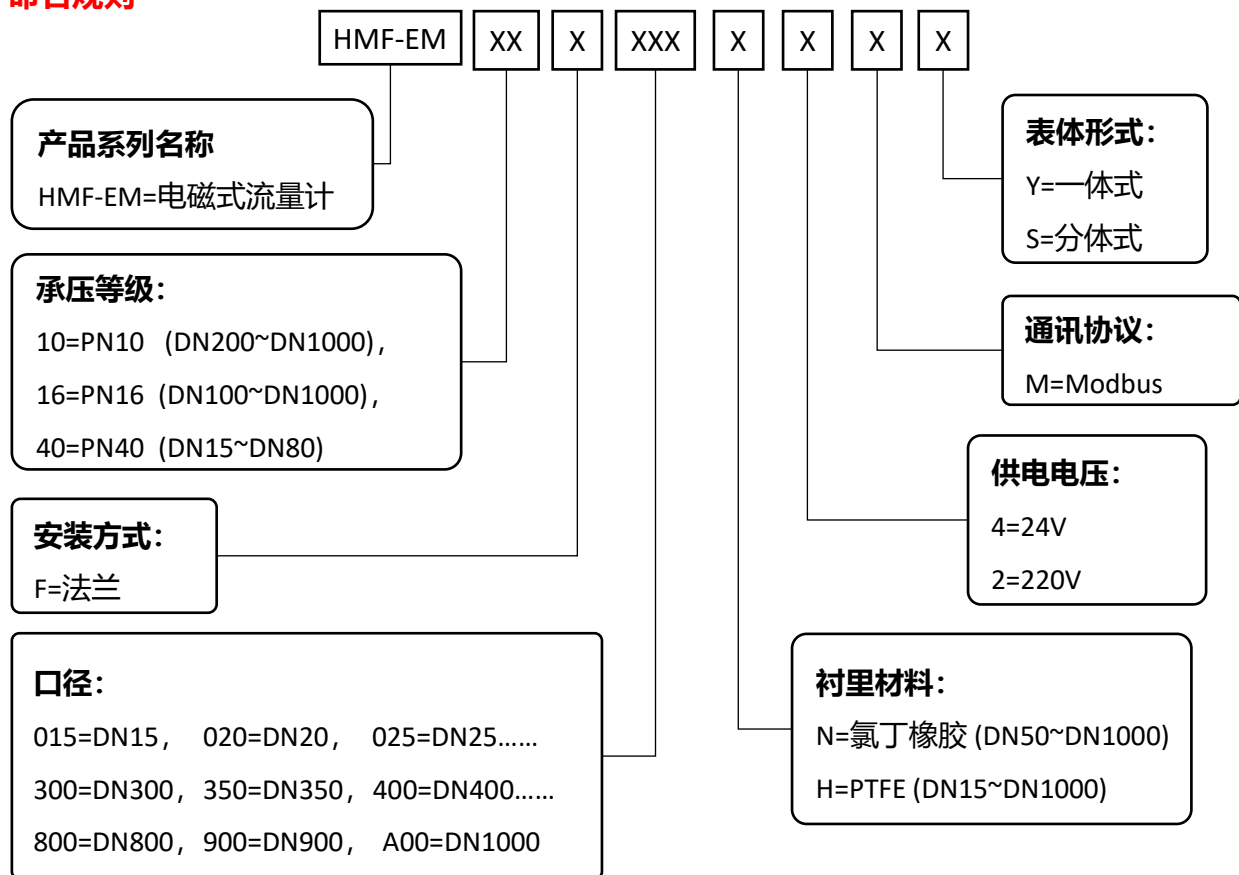 命名规则
HMF-EM XX X XXX X X X X
产品系列名称
HMF-EM=电磁式流量计
承压等级：
10=PN10 (DN200~DN1000)，
16=PN16 (DN100~DN1000)，
40=PN40 (DN15~DN80)
安装方式：
F=法兰
口径：
015=DN15， 020=DN20， 025=DN25……
300=DN300，350=DN350，400=DN400……
800=DN800，900=DN900， A00=DN1000
表体形式：
Y=一体式
S=分体式
通讯协议：
M=Modbus
供电电压：
4=24V
2=220V
衬里材料：
N=氯丁橡胶 (DN50~DN1000)
H=PTFE (DN15~DN1000)